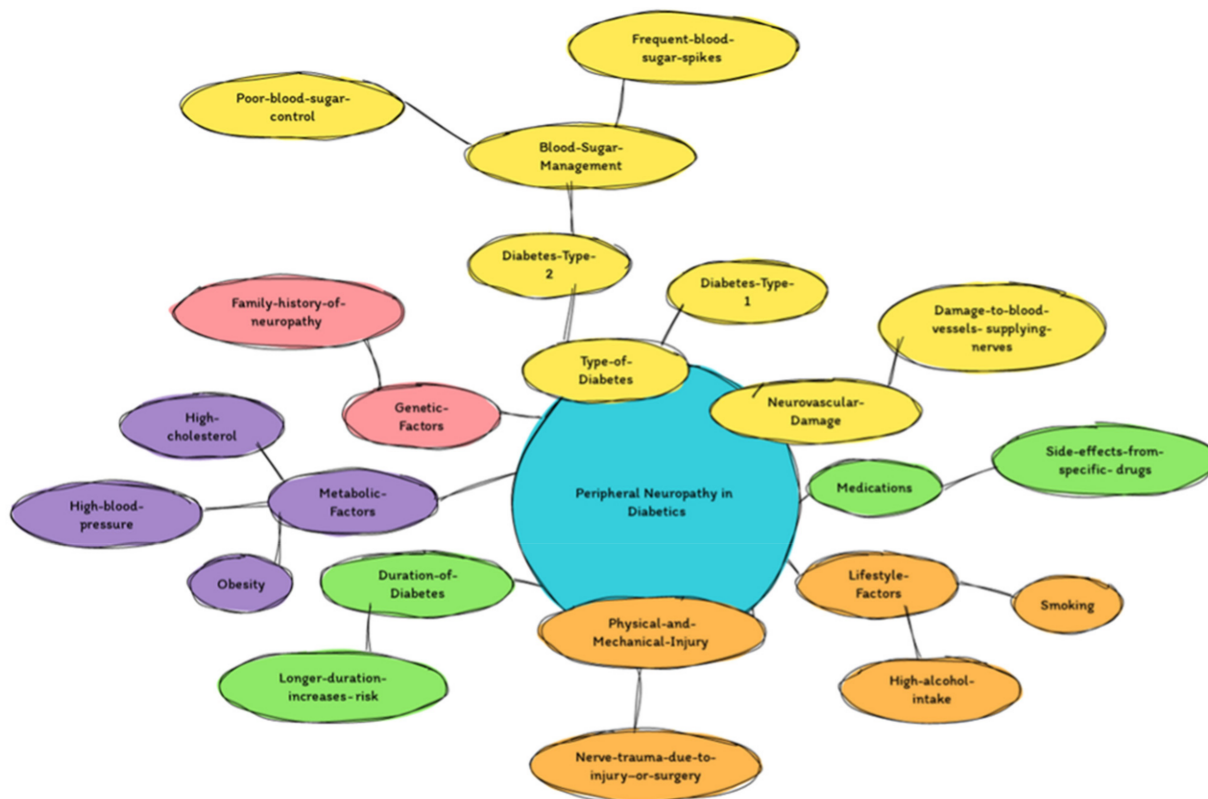 Frequent-blood-
sugar-spikes
Poor-blood-sugar-
control
Blood-Sugar-
Management
Diabetes-Type-
2
Diabetes-Type-
1
Family-history-of-
neuropathy
Damage-to-blood-
vessels- supplying-
nerves
Type-of-
Diabetes
Genetic-
Factors
Neurovascular-
Damage
High-
cholesterol
Side-effects-from-
specific- drugs
Medications
Metabolic-
Factors
High-blood-
pressure
Peripheral Neuropathy in
Diabetics
Obesity
Duration-of-
Diabetes
Lifestyle-
Factors
Smoking
Physical-and-
Mechanical-Injury
Longer-duration-
increases-risk
High-alcohol-
intake
Nerve-trauma-due-to-
injury-or-surgery